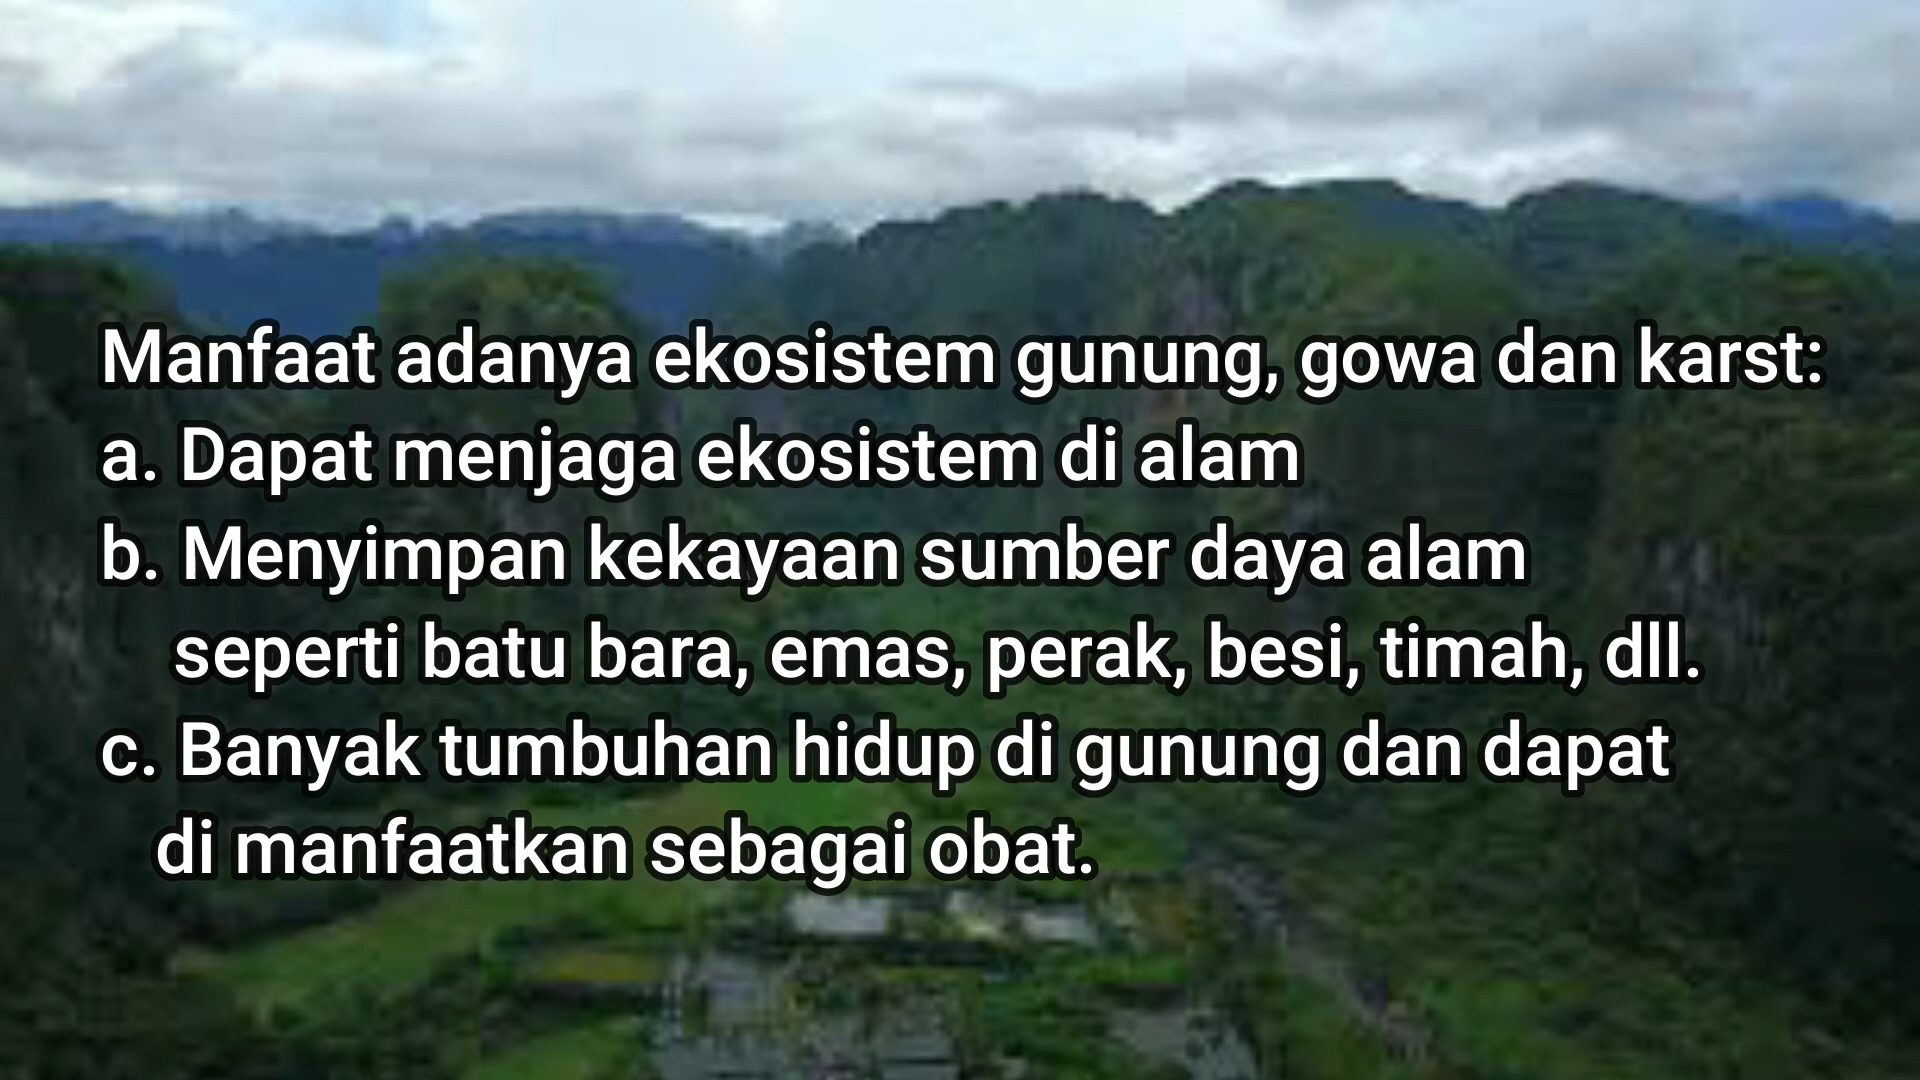 Manfaat adanya ekosistem gunung, gowa dan karst:
a. Dapat menjaga ekosistem di alam
b. Menyimpan kekayaan sumber daya alam
seperti batu bara, emas, perak, besi, timah, dll.
c. Banyak tumbuhan hidup di gunung dan dapat
di manfaatkan sebagai obat.